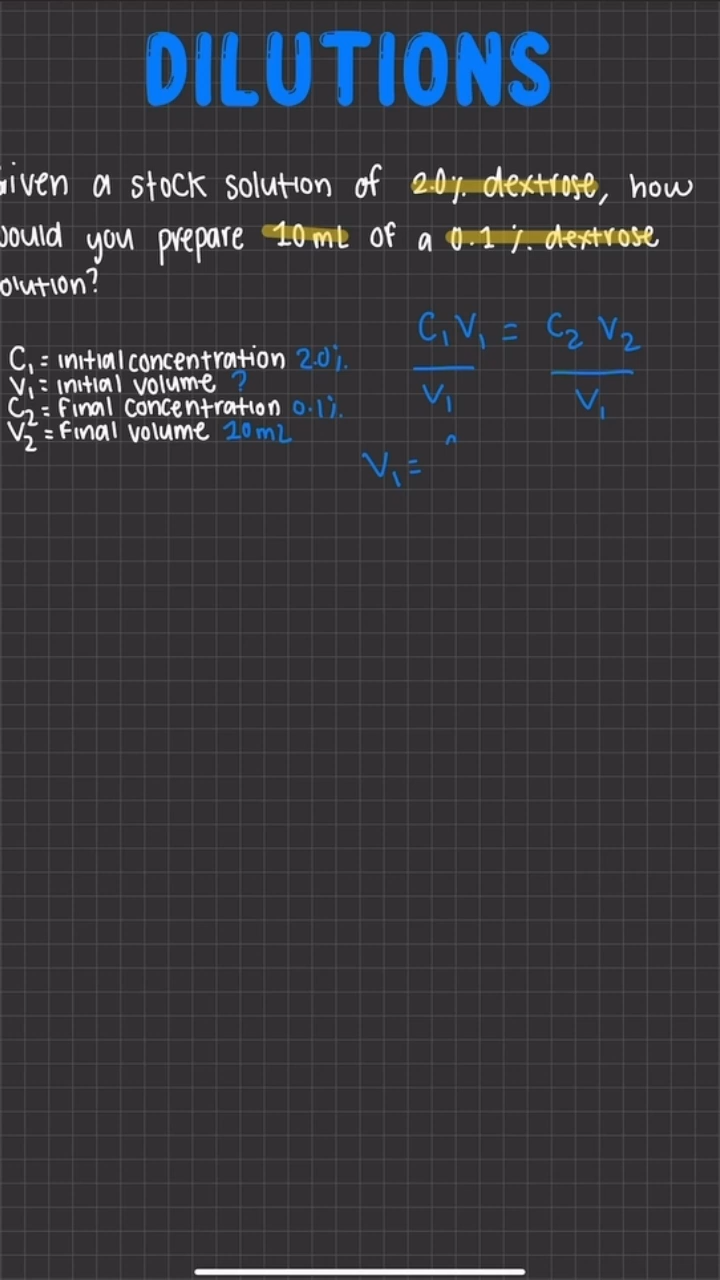 DILUTIONS
iven a stock solution of 2.0% dextrose, how
ould you prepare 10 mL of a 0.1% dextrose
olution?
C₁V₁ = C₂V₂
V₁ V₁
C₁ = initial concentration 2.0%
V₁ = initial volume ?
C₂ = final concentration 0.1%
V₂ = final volume 10mL
V₁ =